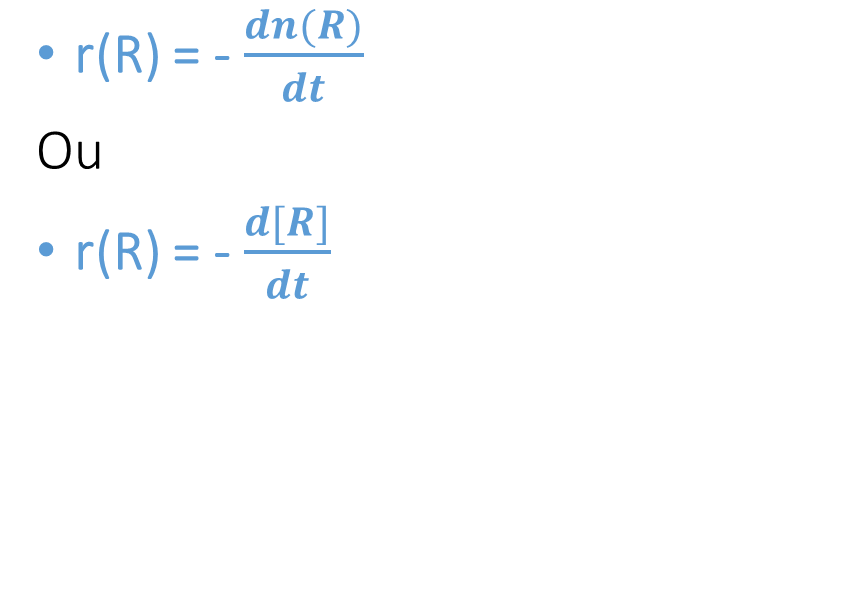 • r(R) = - dn(R)/dt
Ou
• r(R) = - d[R]/dt